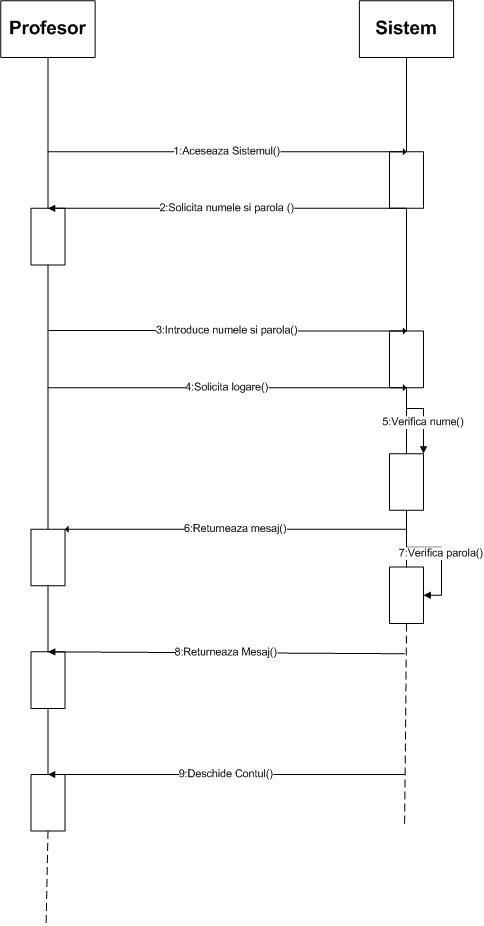 Profesor
Sistem
1:Aceseaza Sistemul()
2:Solicita numele si parola ()
3:Introduce numele si parola()
4:Solicita logare()
5:Verifica nume()
6:Returneaza mesaj()
7:Verifica parola()
8:Returneaza Mesaj()
9:Deschide Contul()